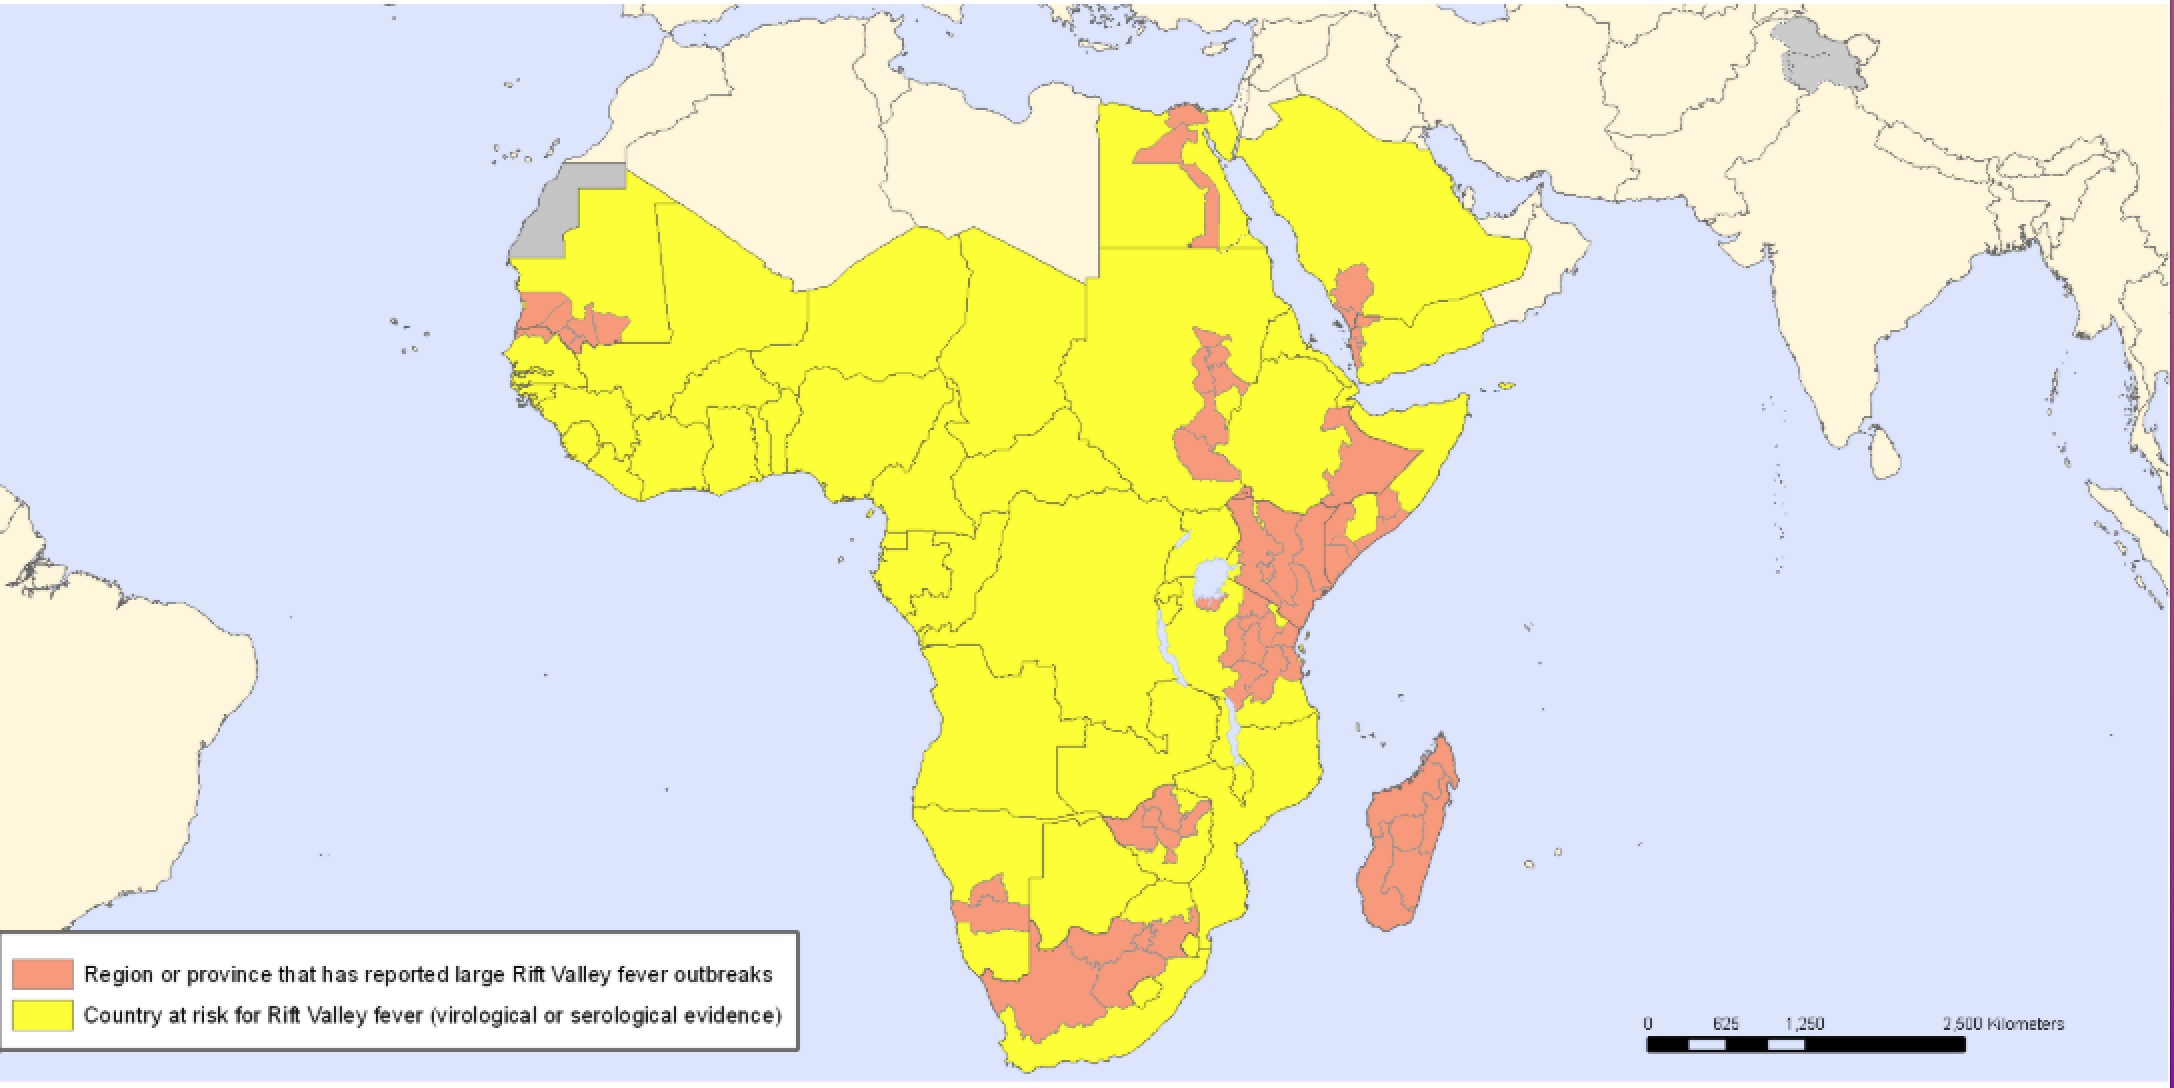 Region or province that has reported large Rift Valley fever outbreaks
Country at risk for Rift Valley fever (virological or serological evidence)
0 625 1,250 2,500 Kilometers